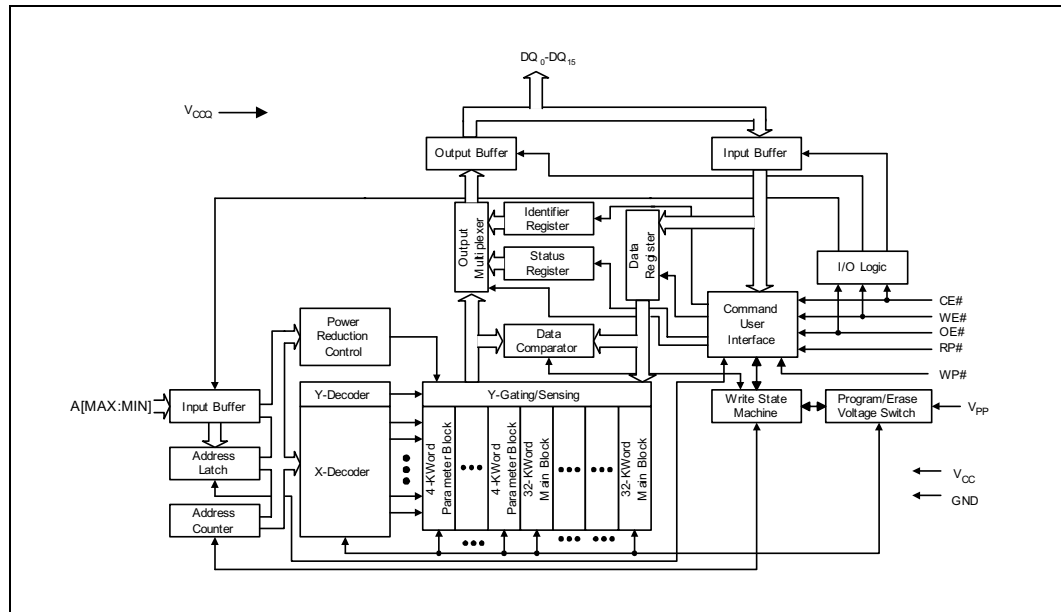 DQ0-DQ15
VCCQ
Output Buffer
Input Buffer
Output
Multiplexer
Identifier
Register
Status
Register
Data
Register
I/O Logic
CE#
WE#
OE#
RP#
WP#
Command
User
Interface
Power
Reduction
Control
Data
Comparator
A[MAX:MIN]
Input Buffer
Y-Decoder
Y-Gating/Sensing
Write State
Machine
Program/Erase
Voltage Switch
VPP
Address
Latch
X-Decoder
4-KWord
Parameter Block
4-KWord
Parameter Block
32-KWord
Main Block
32-KWord
Main Block
Address
Counter
VCC
GND